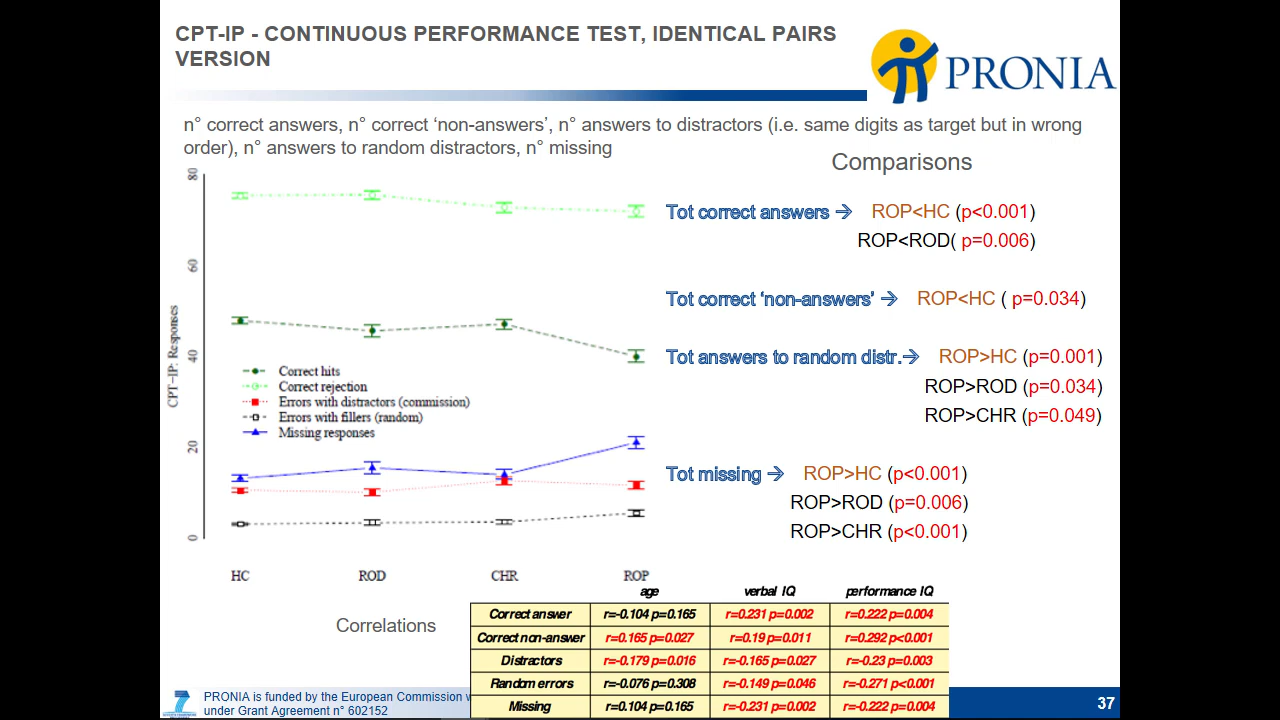 CPT-IP - CONTINUOUS PERFORMANCE TEST, IDENTICAL PAIRS
VERSION
PRONIA
n° correct answers, n° correct ‘non-answers’, n° answers to distractors (i.e. same digits as target but in wrong
order), n° answers to random distractors, n° missing
Comparisons
80
60
40
20
0
CPT-IP: Responses
Correct hits
Correct rejection
Errors with distractors (commission)
Errors with fillers (random)
Missing responses
HC ROD CHR ROP
Tot correct answers → ROP<HC (p<0.001)
ROP<ROD( p=0.006)
Tot correct ‘non-answers’ → ROP<HC ( p=0.034)
Tot answers to random distr.→ ROP>HC (p=0.001)
ROP>ROD (p=0.034)
ROP>CHR (p=0.049)
Tot missing → ROP>HC (p<0.001)
ROP>ROD (p=0.006)
ROP>CHR (p<0.001)
Correlations
age verbal IQ performance IQ
Correct answer r=-0.104 p=0.165 r=0.231 p=0.002 r=0.222 p=0.004
Correct non-answer r=0.165 p=0.027 r=0.19 p=0.011 r=0.292 p<0.001
Distractors r=-0.179 p=0.016 r=-0.165 p=0.027 r=-0.23 p=0.003
Random errors r=-0.076 p=0.308 r=-0.149 p=0.046 r=-0.271 p<0.001
Missing r=0.104 p=0.165 r=-0.231 p=0.002 r=-0.222 p=0.004
PRONIA is funded by the European Commission
under Grant Agreement n° 602152
37